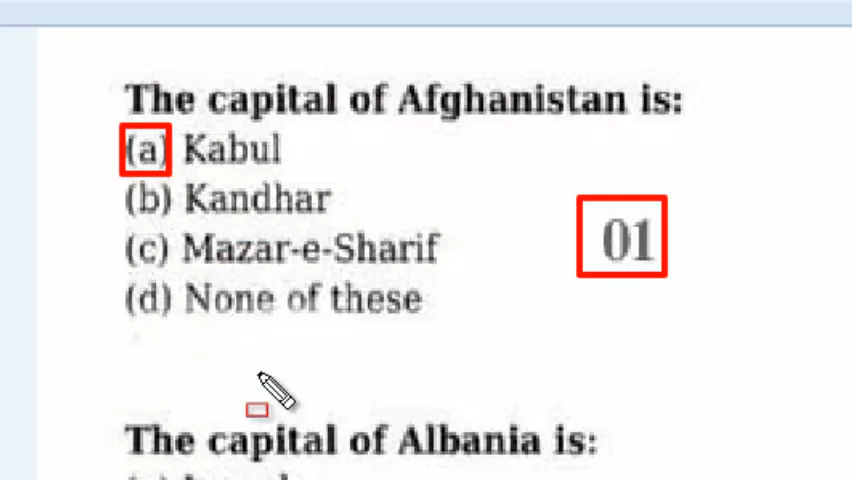 The capital of Afghanistan is:
(a) Kabul
(b) Kandhar
(c) Mazar-e-Sharif
01
(d) None of these
The capital of Albania is: